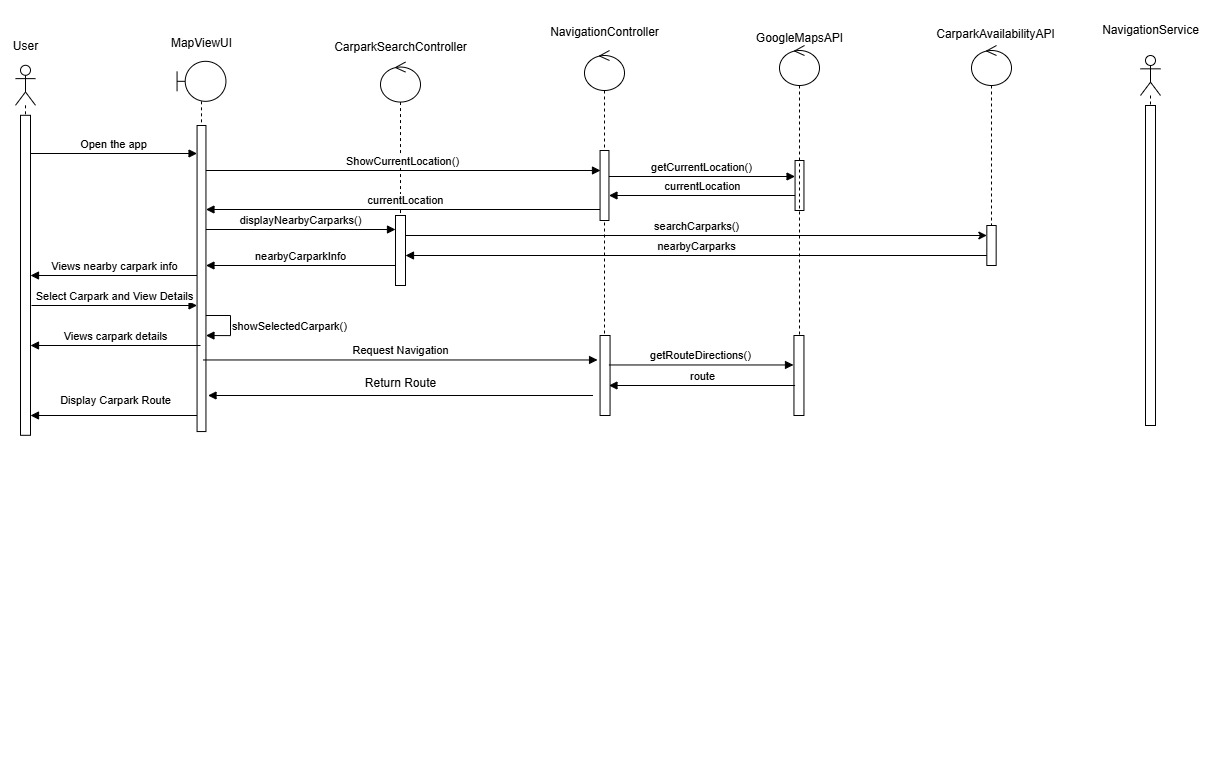 User
MapViewUI
CarparkSearchController
NavigationController
GoogleMapsAPI
CarparkAvailabilityAPI
NavigationService
Open the app
ShowCurrentLocation()
getCurrentLocation()
currentLocation
currentLocation
displayNearbyCarparks()
searchCarparks()
nearbyCarparks
nearbyCarparkInfo
Views nearby carpark info
Select Carpark and View Details
showSelectedCarpark()
Views carpark details
Request Navigation
getRouteDirections()
route
Return Route
Display Carpark Route